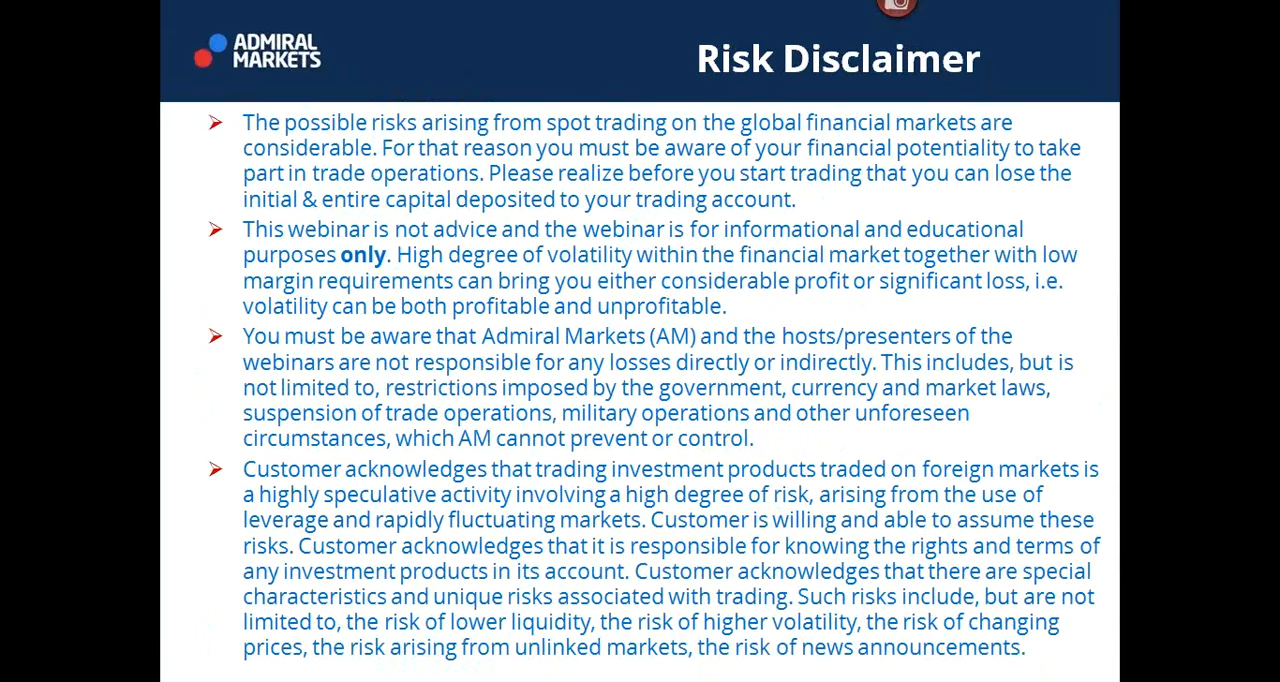 ADMIRAL
MARKETS
Risk Disclaimer
The possible risks arising from spot trading on the global financial markets are
considerable. For that reason you must be aware of your financial potentiality to take
part in trade operations. Please realize before you start trading that you can lose the
initial & entire capital deposited to your trading account.
This webinar is not advice and the webinar is for informational and educational
purposes only. High degree of volatility within the financial market together with low
margin requirements can bring you either considerable profit or significant loss, i.e.
volatility can be both profitable and unprofitable.
You must be aware that Admiral Markets (AM) and the hosts/presenters of the
webinars are not responsible for any losses directly or indirectly. This includes, but is
not limited to, restrictions imposed by the government, currency and market laws,
suspension of trade operations, military operations and other unforeseen
circumstances, which AM cannot prevent or control.
Customer acknowledges that trading investment products traded on foreign markets is
a highly speculative activity involving a high degree of risk, arising from the use of
leverage and rapidly fluctuating markets. Customer is willing and able to assume these
risks. Customer acknowledges that it is responsible for knowing the rights and terms of
any investment products in its account. Customer acknowledges that there are special
characteristics and unique risks associated with trading. Such risks include, but are not
limited to, the risk of lower liquidity, the risk of higher volatility, the risk of changing
prices, the risk arising from unlinked markets, the risk of news announcements.